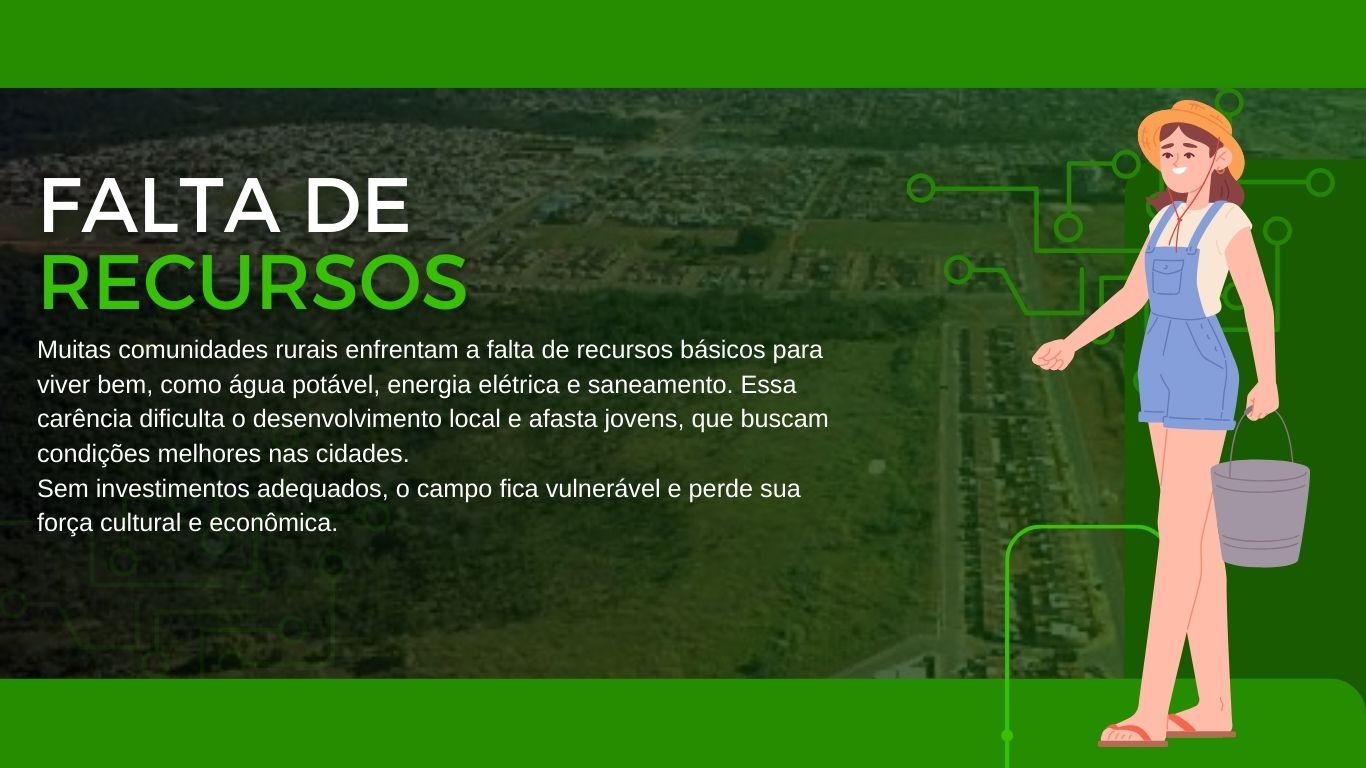 FALTA DE
RECURSOS
Muitas comunidades rurais enfrentam a falta de recursos básicos para
viver bem, como água potável, energia elétrica e saneamento. Essa
carência dificulta o desenvolvimento local e afasta jovens, que buscam
condições melhores nas cidades.
Sem investimentos adequados, o campo fica vulnerável e perde sua
força cultural e econômica.